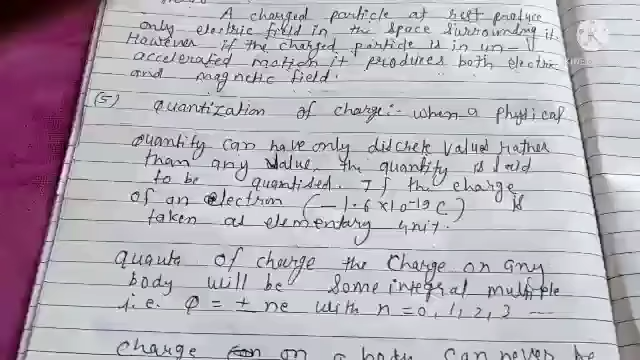 A charged particle at rest produce
only electric field in the space surrounding it.
However if the charged particle is in un-
accelerated motion it produces both electric
and magnetic field.
(5) Quantization of charge:- when a physical
quantity can have only discrete values rather
than any value, the quantity is said
to be quantised. If the charge
of an electron (-1.6 x 10-19 C) is
taken as elementary unit.
quanta of charge the charge on any
body will be some integral multiple
i.e. Q = ± ne with n = 0, 1, 2, 3 ---
charge on a body can never be